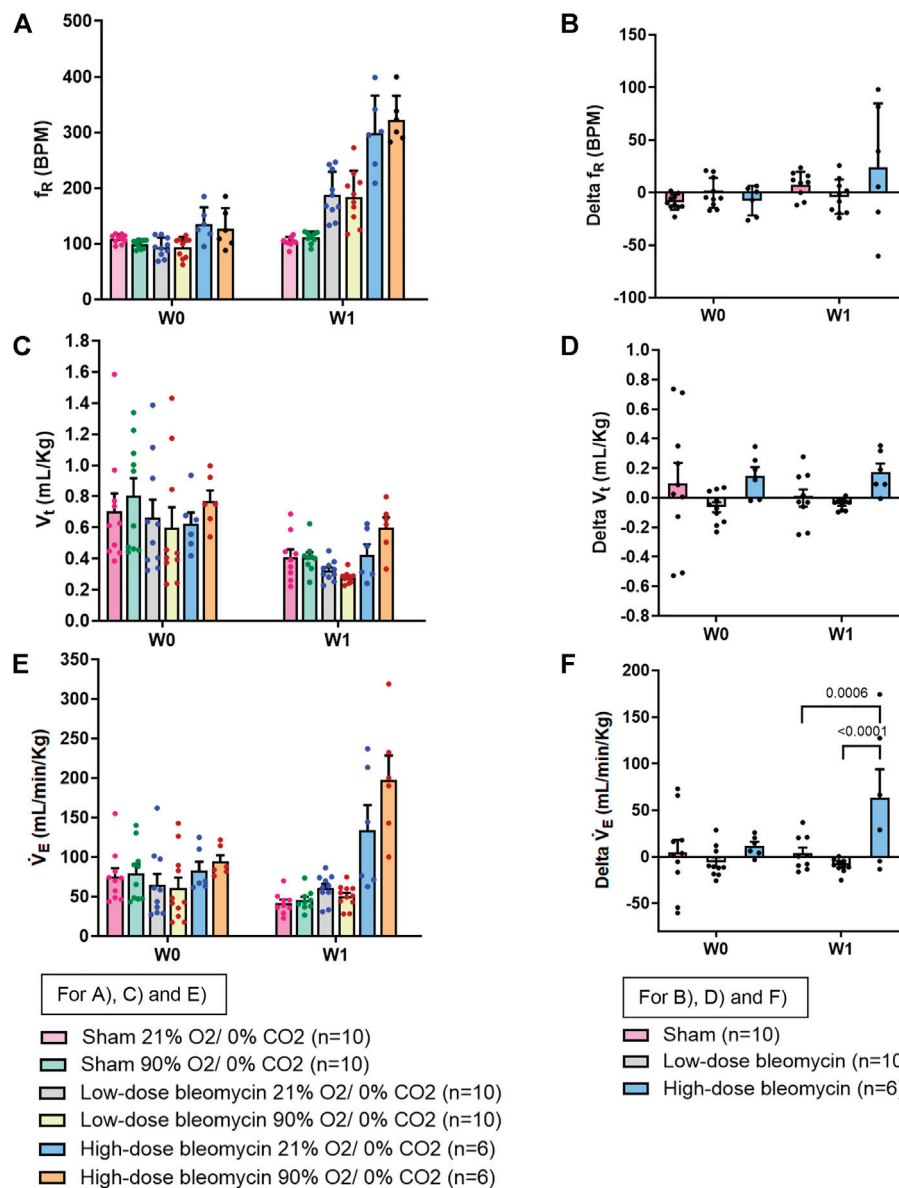 A
f_R (BPM)
500
400
300
200
100
0
W0
W1
B
Delta f_R (BPM)
150
100
50
0
-50
-100
W0
W1
C
V_t (mL/Kg)
1.8
1.6
1.4
1.2
1.0
0.8
0.6
0.4
0.2
0.0
W0
W1
D
Delta V_t (mL/Kg)
1.0
0.8
0.6
0.4
0.2
0.0
-0.2
-0.4
-0.6
-0.8
W0
W1
E
V̇_E (mL/min/Kg)
350
300
250
200
150
100
50
0
W0
W1
F
Delta V̇_E (mL/min/Kg)
200
150
100
50
0
-50
0.0006
<0.0001
W0
W1
For A), C) and E)
Sham 21% O2/ 0% CO2 (n=10)
Sham 90% O2/ 0% CO2 (n=10)
Low-dose bleomycin 21% O2/ 0% CO2 (n=10)
Low-dose bleomycin 90% O2/ 0% CO2 (n=10)
High-dose bleomycin 21% O2/ 0% CO2 (n=6)
High-dose bleomycin 90% O2/ 0% CO2 (n=6)
For B), D) and F)
Sham (n=10)
Low-dose bleomycin (n=10
High-dose bleomycin (n=6)